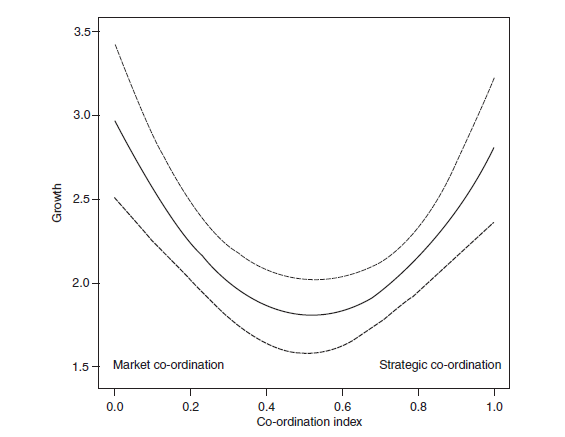 3.5
3.0
2.5
2.0
1.5
Growth
Market co-ordination
Strategic co-ordination
0.0 0.2 0.4 0.6 0.8 1.0
Co-ordination index